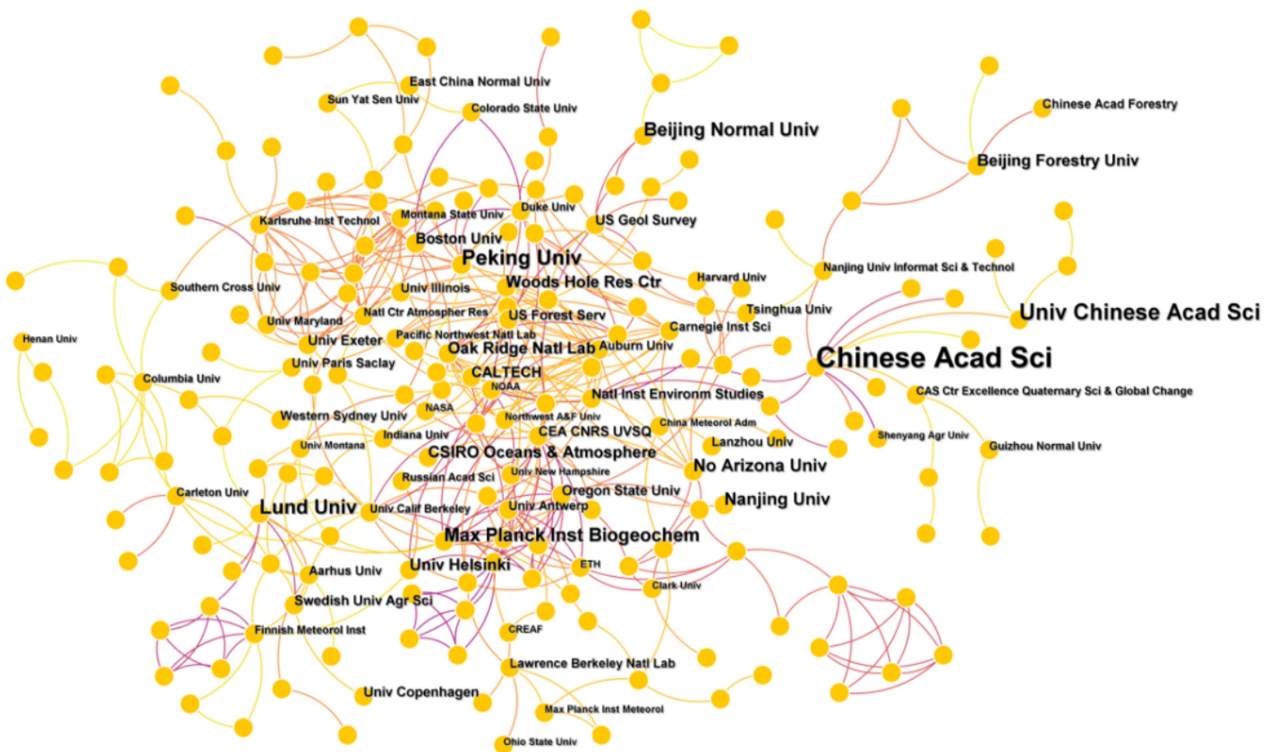 East China Normal Univ
Sun Yat Sen Univ
Colorado State Univ
Chinese Acad Forestry
Beijing Normal Univ
Beijing Forestry Univ
Karlsruhe Inst Technol
Montana State Univ
Duke Univ
US Geol Survey
Boston Univ
Peking Univ
Nanjing Univ Informat Sci & Technol
Harvard Univ
Woods Hole Res Ctr
Southern Cross Univ
Univ Illinois
Tsinghua Univ
Univ Chinese Acad Sci
Natl Ctr Atmospher Res
US Forest Serv
Univ Maryland
Carnegie Inst Sci
Pacific Northwest Natl Lab
Henan Univ
Univ Exeter
Oak Ridge Natl Lab
Auburn Univ
Chinese Acad Sci
Univ Paris Saclay
CALTECH
Columbia Univ
NOAA
Natl Inst Environm Studies
CAS Ctr Excellence Quaternary Sci & Global Change
NASA
Western Sydney Univ
Northwest A&F Univ
China Meteorol Adm
CEA CNRS UVSQ
Indiana Univ
Shenyang Agr Univ
Lanzhou Univ
Univ Montana
Guizhou Normal Univ
CSIRO Oceans & Atmosphere
No Arizona Univ
Univ New Hampshire
Russian Acad Sci
Carleton Univ
Oregon State Univ
Nanjing Univ
Lund Univ
Univ Calif Berkeley
Univ Antwerp
Max Planck Inst Biogeochem
Univ Helsinki
ETH
Aarhus Univ
Clark Univ
Swedish Univ Agr Sci
Finnish Meteorol Inst
CREAF
Lawrence Berkeley Natl Lab
Univ Copenhagen
Max Planck Inst Meteorol
Ohio State Univ